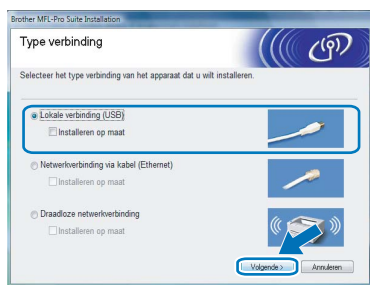 Brother MFL-Pro Suite Installation
Type verbinding
Selecteer het type verbinding van het apparaat dat u wilt installeren.
Lokale verbinding (USB)
Installeren op maat
Netwerkverbinding via kabel (Ethernet)
Installeren op maat
Draadloze netwerkverbinding
Installeren op maat
Volgende >
Annuleren